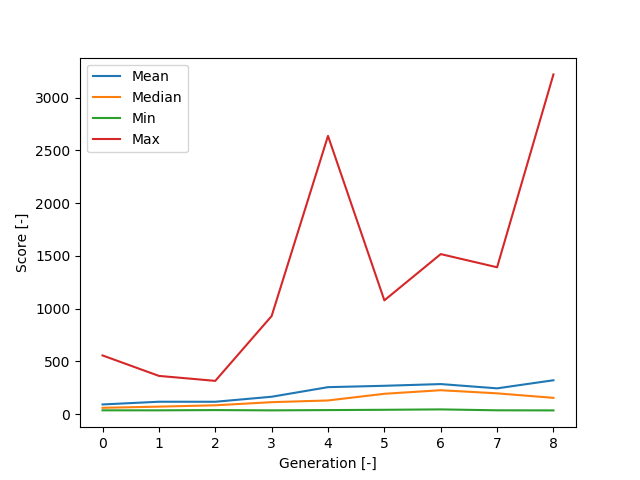 Mean
Median
Min
Max
3000
2500
2000
1500
1000
500
0
Score [-]
0 1 2 3 4 5 6 7 8
Generation [-]